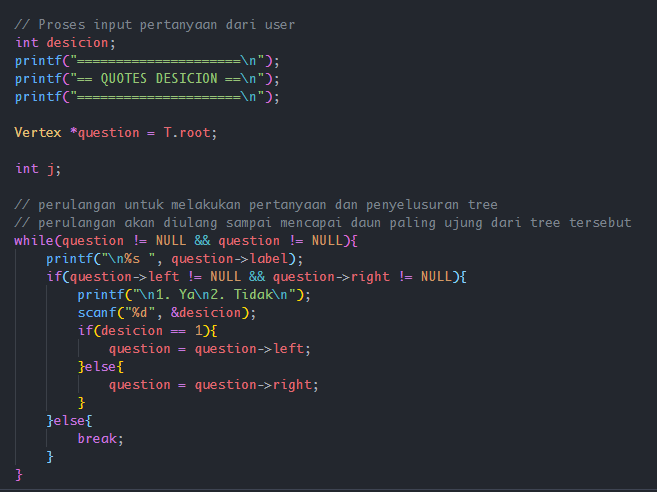 // Proses input pertanyaan dari user
int desicion;
printf("=====================\n");
printf("== QUOTES DESICION ==\n");
printf("=====================\n");
Vertex *question = T.root;
int j;
// perulangan untuk melakukan pertanyaan dan penyelusuran tree
// perulangan akan diulang sampai mencapai daun paling ujung dari tree tersebut
while(question != NULL && question != NULL){
printf("\n%s ", question->label);
if(question->left != NULL && question->right != NULL){
printf("\n1. Ya\n2. Tidak\n");
scanf("%d", &desicion);
if(desicion == 1){
question = question->left;
}else{
question = question->right;
}
}else{
break;
}
}